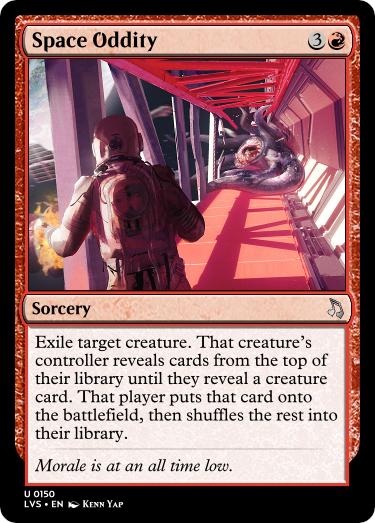 Space Oddity 3
Sorcery
Exile target creature. That creature's
controller reveals cards from the top of
their library until they reveal a creature
card. That player puts that card onto
the battlefield, then shuffles the rest into
their library.
Morale is at an all time low.
U 0150
LVS • EN Kenn Yap